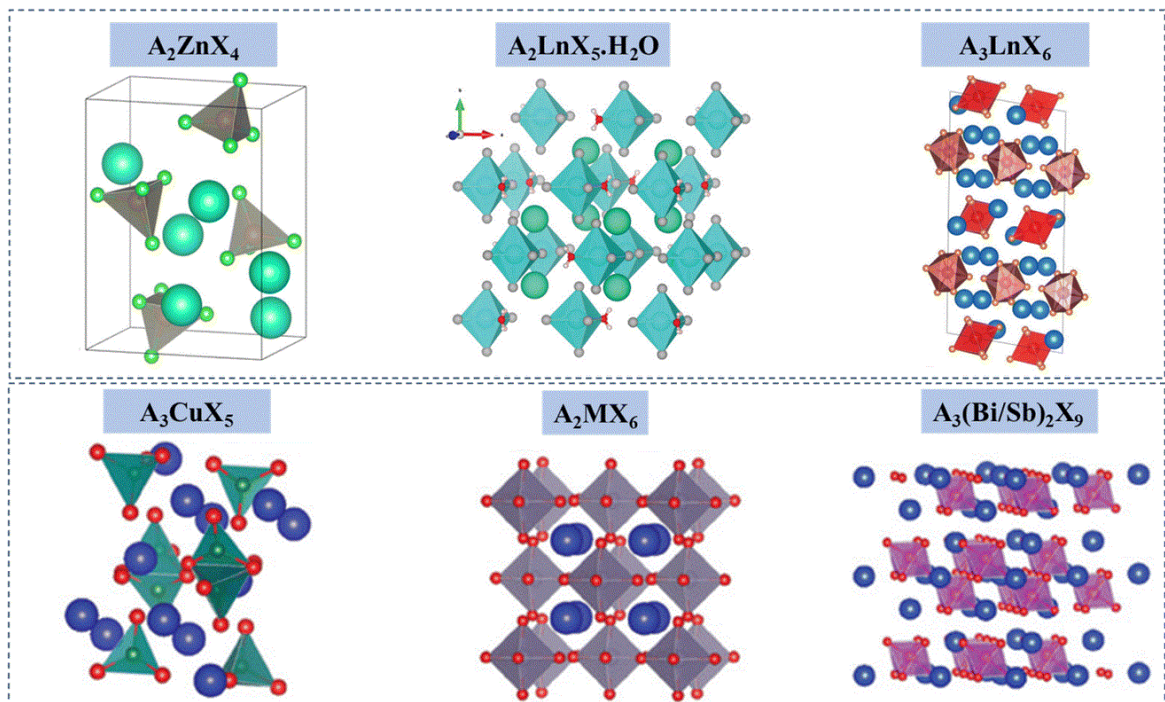 A₂ZnX₄
A₂LnX₅.H₂O
A₃LnX₆
A₃CuX₅
A₂MX₆
A₃(Bi/Sb)₂X₉